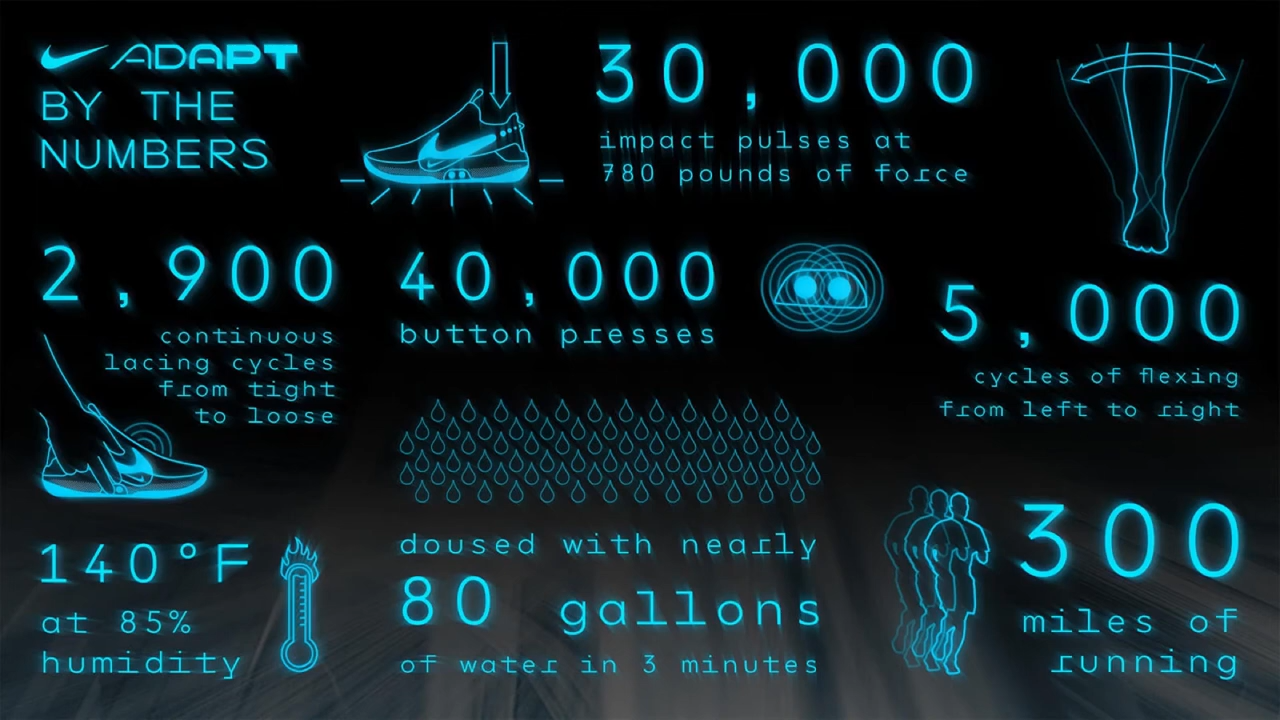 ADAPT
BY THE
NUMBERS
30,000
impact pulses at
780 pounds of force
2,900
continuous
lacing cycles
from tight
to loose
40,000
button presses
5,000
cycles of flexing
from left to right
140°F
at 85%
humidity
doused with nearly
80 gallons
of water in 3 minutes
300
miles of
running